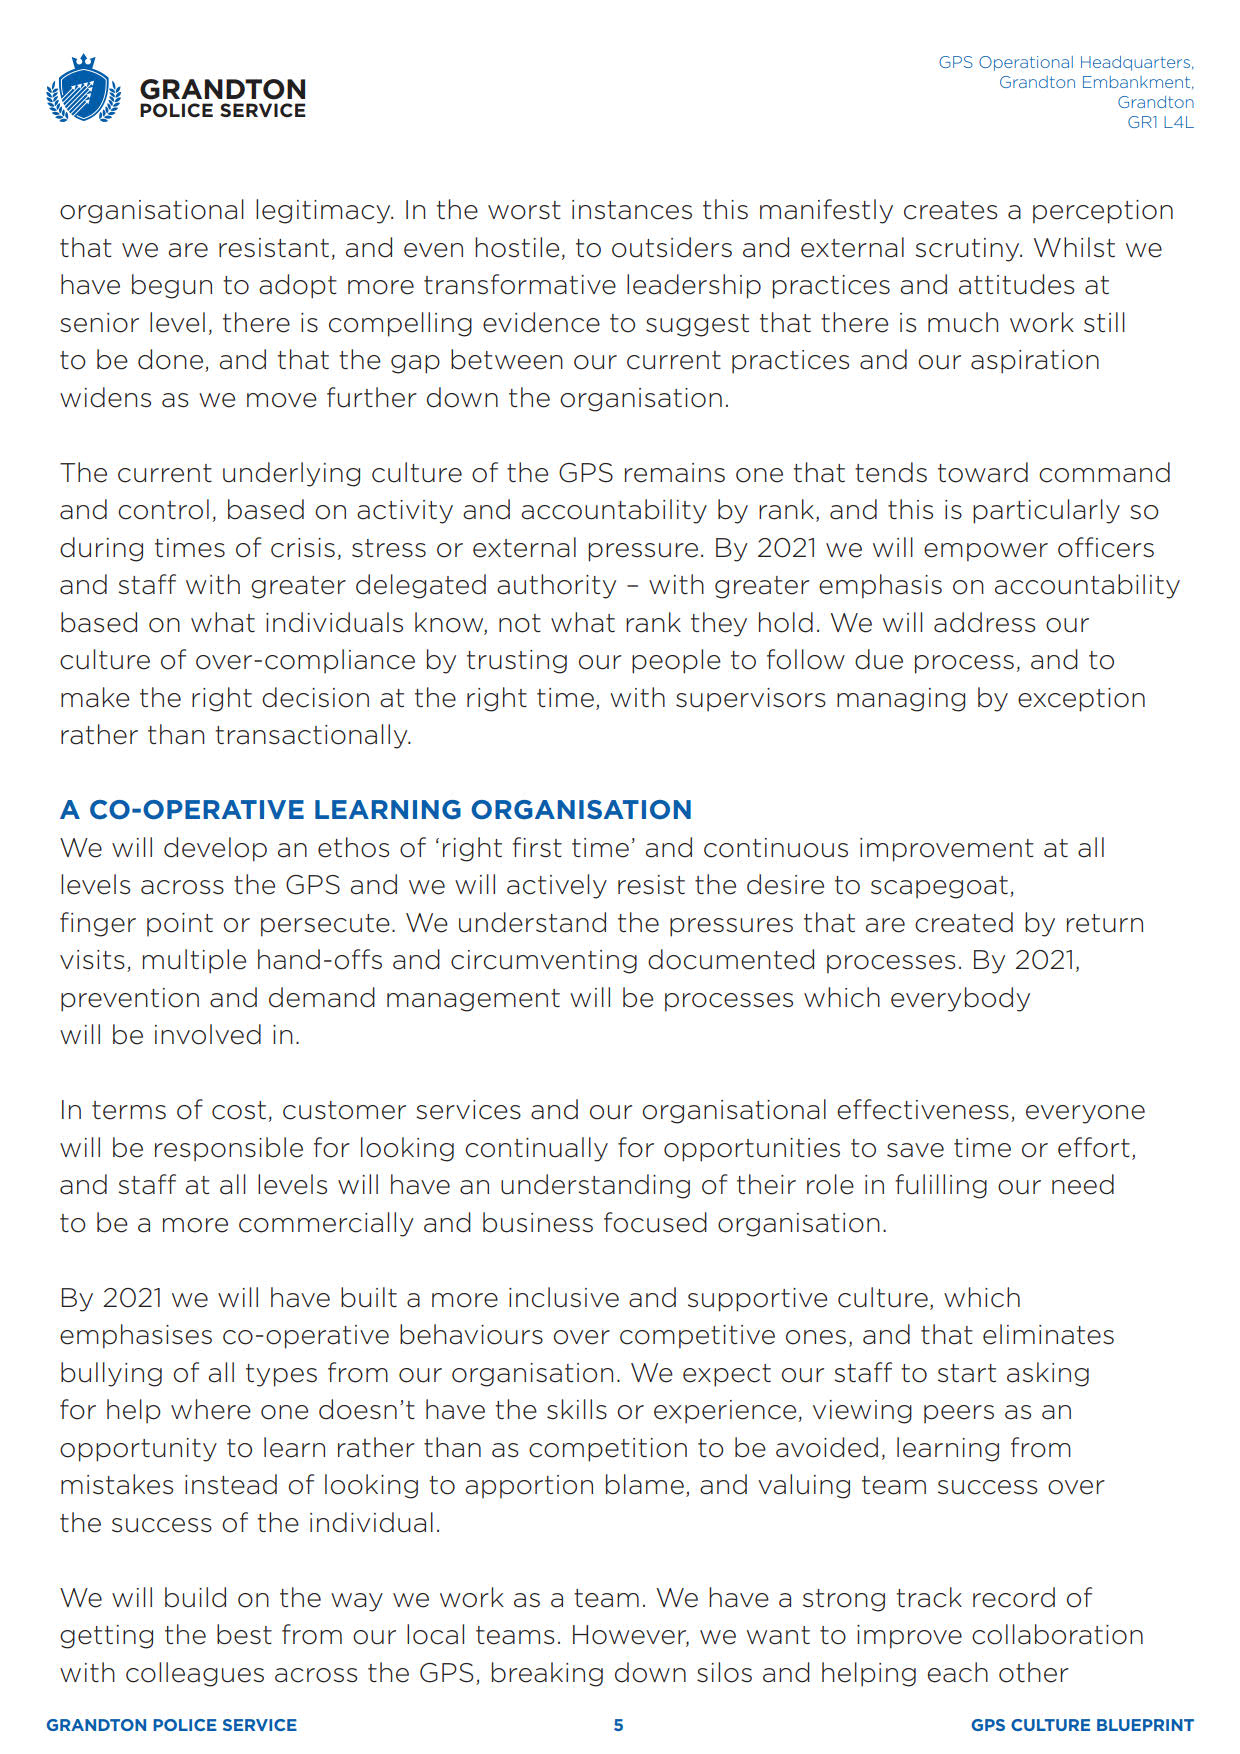 GRANDTON
POLICE SERVICE
GPS Operational Headquarters,
Grandton Embankment,
Grandton
GR1 L4L
organisational legitimacy. In the worst instances this manifestly creates a perception
that we are resistant, and even hostile, to outsiders and external scrutiny. Whilst we
have begun to adopt more transformative leadership practices and attitudes at
senior level, there is compelling evidence to suggest that there is much work still
to be done, and that the gap between our current practices and our aspiration
widens as we move further down the organisation.
The current underlying culture of the GPS remains one that tends toward command
and control, based on activity and accountability by rank, and this is particularly so
during times of crisis, stress or external pressure. By 2021 we will empower officers
and staff with greater delegated authority – with greater emphasis on accountability
based on what individuals know, not what rank they hold. We will address our
culture of over-compliance by trusting our people to follow due process, and to
make the right decision at the right time, with supervisors managing by exception
rather than transactionally.
A CO-OPERATIVE LEARNING ORGANISATION
We will develop an ethos of ‘right first time’ and continuous improvement at all
levels across the GPS and we will actively resist the desire to scapegoat,
finger point or persecute. We understand the pressures that are created by return
visits, multiple hand-offs and circumventing documented processes. By 2021,
prevention and demand management will be processes which everybody
will be involved in.
In terms of cost, customer services and our organisational effectiveness, everyone
will be responsible for looking continually for opportunities to save time or effort,
and staff at all levels will have an understanding of their role in fulilling our need
to be a more commercially and business focused organisation.
By 2021 we will have built a more inclusive and supportive culture, which
emphasises co-operative behaviours over competitive ones, and that eliminates
bullying of all types from our organisation. We expect our staff to start asking
for help where one doesn’t have the skills or experience, viewing peers as an
opportunity to learn rather than as competition to be avoided, learning from
mistakes instead of looking to apportion blame, and valuing team success over
the success of the individual.
We will build on the way we work as a team. We have a strong track record of
getting the best from our local teams. However, we want to improve collaboration
with colleagues across the GPS, breaking down silos and helping each other
GRANDTON POLICE SERVICE 5 GPS CULTURE BLUEPRINT